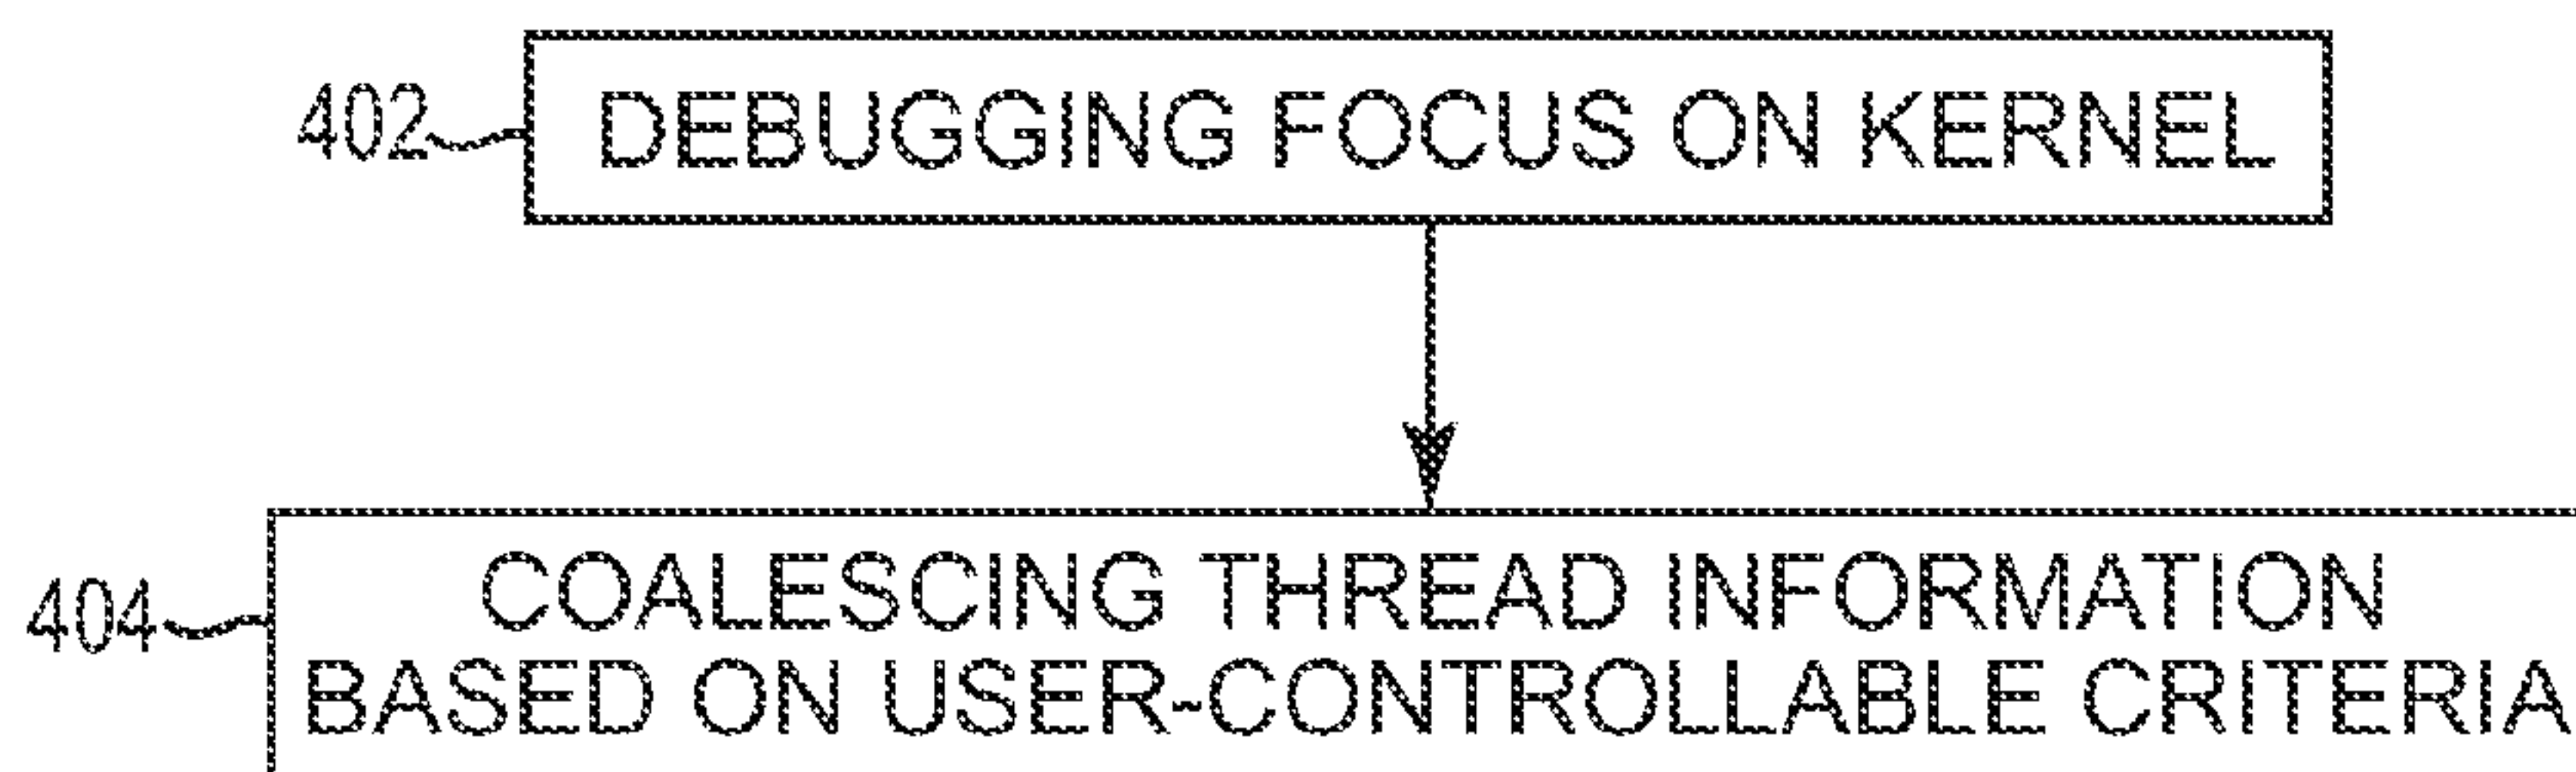 402
DEBUGGING FOCUS ON KERNEL
404
COALESCING THREAD INFORMATION
BASED ON USER-CONTROLLABLE CRITERIA